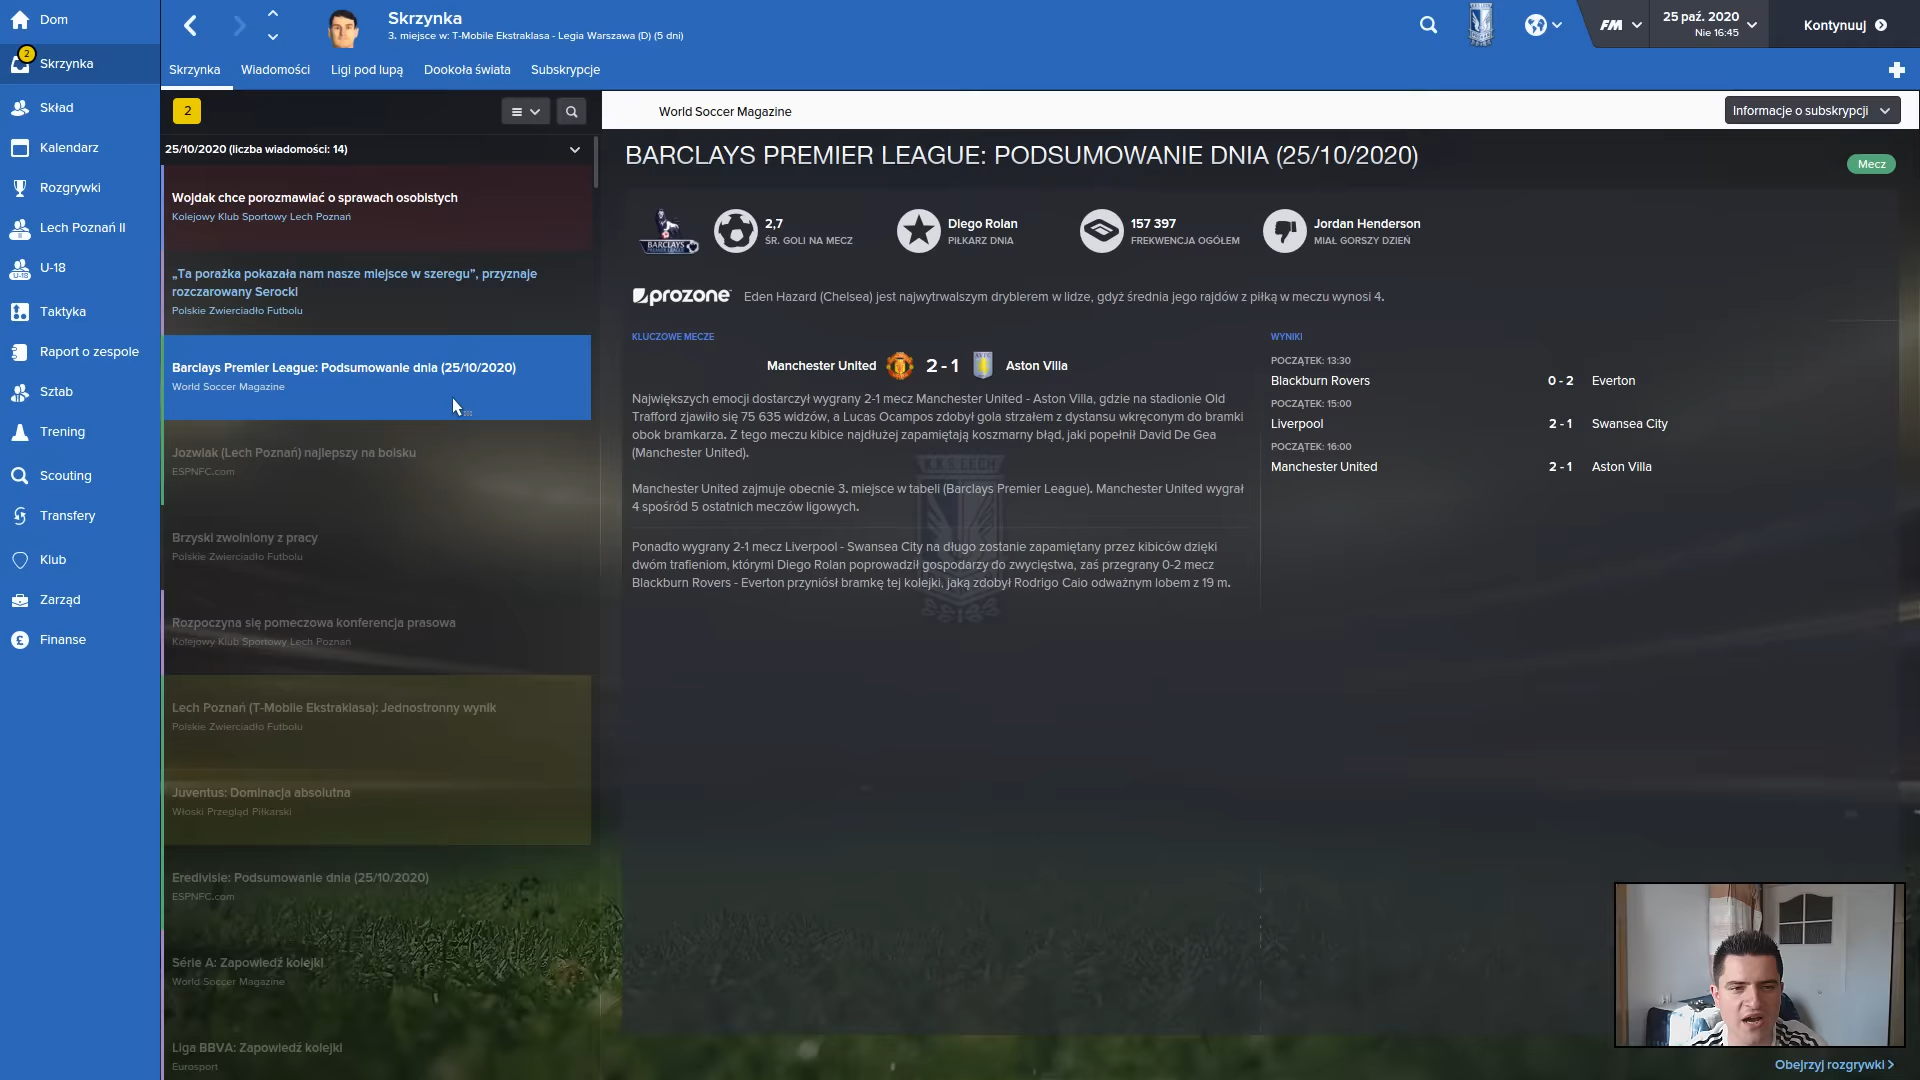 Dom
2
Skrzynka
Skład
Kalendarz
Rozgrywki
Lech Poznań II
U-18
Taktyka
Raport o zespole
Sztab
Trening
Scouting
Transfery
Klub
Zarząd
Finanse
Skrzynka
3. miejsce w: T-Mobile Ekstraklasa - Legia Warszawa (D) (5 dni)
FM
25 paź. 2020
Nie 16:45
Kontynuuj
Skrzynka
Wiadomości
Ligi pod lupą
Dookoła świata
Subskrypcje
2
25/10/2020 (liczba wiadomości: 14)
Wojdak chce porozmawiać o sprawach osobistych
Kolejowy Klub Sportowy Lech Poznań
„Ta porażka pokazała nam nasze miejsce w szeregu”, przyznaje
rozczarowany Serocki
Polskie Zwierciadło Futbolu
Barclays Premier League: Podsumowanie dnia (25/10/2020)
World Soccer Magazine
Jozwiak (Lech Poznań) najlepszy na boisku
ESPNFC.com
Brzyski zwolniony z pracy
Polskie Zwierciadło Futbolu
Rozpoczyna się pomeczowa konferencja prasowa
Kolejowy Klub Sportowy Lech Poznań
Lech Poznań (T-Mobile Ekstraklasa): Jednostronny wynik
Polskie Zwierciadło Futbolu
Juventus: Dominacja absolutna
Włoski Przegląd Piłkarski
Eredivisie: Podsumowanie dnia (25/10/2020)
ESPNFC.com
Série A: Zapowiedź kolejki
World Soccer Magazine
Liga BBVA: Zapowiedź kolejki
Eurosport
World Soccer Magazine
Informacje o subskrypcji
BARCLAYS PREMIER LEAGUE: PODSUMOWANIE DNIA (25/10/2020)
Mecz
BARCLAYS
2,7
ŚR. GOLI NA MECZ
Diego Rolan
PIŁKARZ DNIA
157 397
FREKWENCJA OGÓŁEM
Jordan Henderson
MIAŁ GORSZY DZIEŃ
prozone
Eden Hazard (Chelsea) jest najwytrwalszym dryblerem w lidze, gdyż średnia jego rajdów z piłką w meczu wynosi 4.
KLUCZOWE MECZE
Manchester United 2 - 1 Aston Villa
Największych emocji dostarczył wygrany 2-1 mecz Manchester United - Aston Villa, gdzie na stadionie Old
Trafford zjawiło się 75 635 widzów, a Lucas Ocampos zdobył gola strzałem z dystansu wkręconym do bramki
obok bramkarza. Z tego meczu kibice najdłużej zapamiętają koszmarny błąd, jaki popełnił David De Gea
(Manchester United).
Manchester United zajmuje obecnie 3. miejsce w tabeli (Barclays Premier League). Manchester United wygrał
4 spośród 5 ostatnich meczów ligowych.
Ponadto wygrany 2-1 mecz Liverpool - Swansea City na długo zostanie zapamiętany przez kibiców dzięki
dwóm trafieniom, którymi Diego Rolan poprowadził gospodarzy do zwycięstwa, zaś przegrany 0-2 mecz
Blackburn Rovers - Everton przyniósł bramkę tej kolejki, jaką zdobył Rodrigo Caio odważnym lobem z 19 m.
WYNIKI
POCZĄTEK: 13:30
Blackburn Rovers 0 - 2 Everton
POCZĄTEK: 15:00
Liverpool 2 - 1 Swansea City
POCZĄTEK: 16:00
Manchester United 2 - 1 Aston Villa
K.K.S. LECH
Obejrzyj rozgrywki